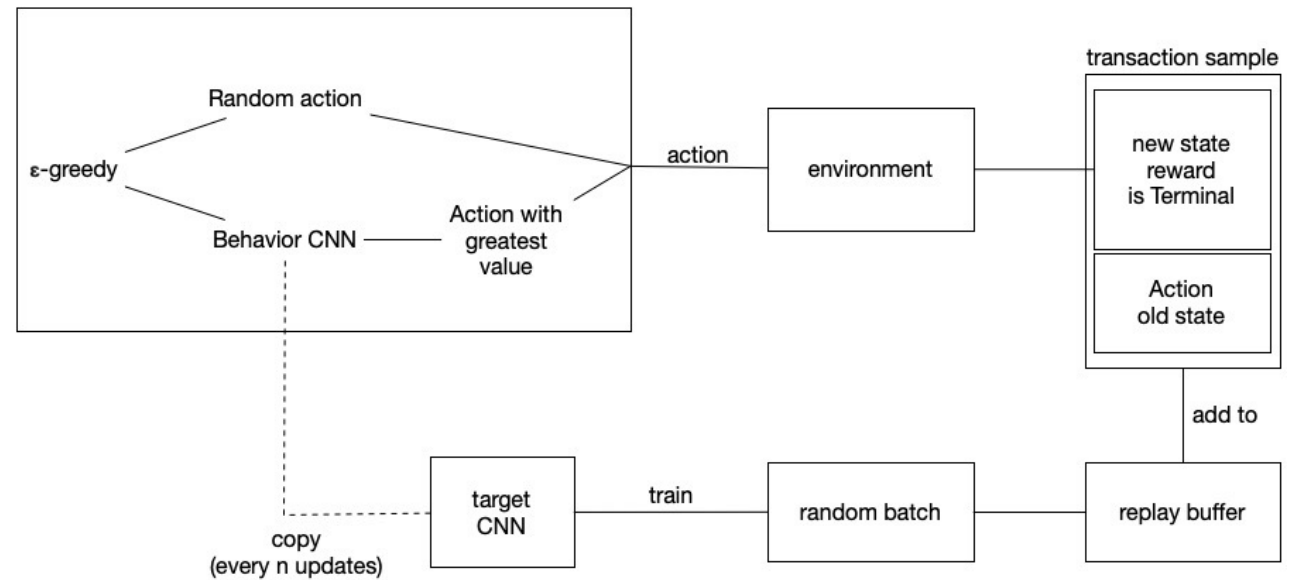 transaction sample
Random action
ε-greedy
Behavior CNN
Action with
greatest
value
action
environment
new state
reward
is Terminal
Action
old state
add to
replay buffer
random batch
train
target
CNN
copy
(every n updates)